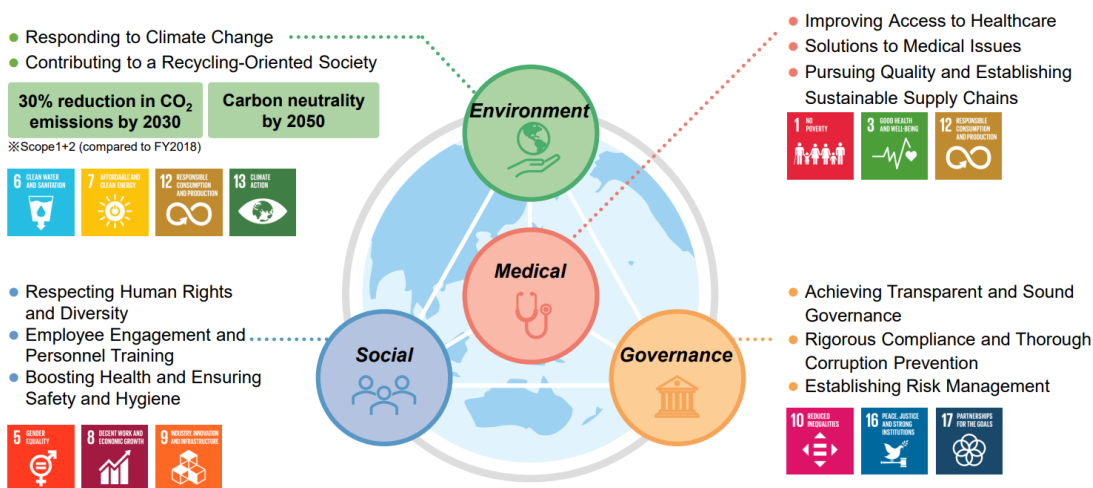 ● Responding to Climate Change
● Contributing to a Recycling-Oriented Society
30% reduction in CO₂
emissions by 2030
Carbon neutrality
by 2050
※Scope1+2 (compared to FY2018)
6 CLEAN WATER
AND SANITATION
7 AFFORDABLE AND
CLEAN ENERGY
12 RESPONSIBLE
CONSUMPTION
AND PRODUCTION
13 CLIMATE
ACTION
Environment
● Improving Access to Healthcare
● Solutions to Medical Issues
● Pursuing Quality and Establishing
Sustainable Supply Chains
1 NO
POVERTY
3 GOOD HEALTH
AND WELL-BEING
12 RESPONSIBLE
CONSUMPTION
AND PRODUCTION
Medical
● Respecting Human Rights
and Diversity
● Employee Engagement and
Personnel Training
● Boosting Health and Ensuring
Safety and Hygiene
5 GENDER
EQUALITY
8 DECENT WORK AND
ECONOMIC GROWTH
9 INDUSTRY, INNOVATION
AND INFRASTRUCTURE
Social
Governance
● Achieving Transparent and Sound
Governance
● Rigorous Compliance and Thorough
Corruption Prevention
● Establishing Risk Management
10 REDUCED
INEQUALITIES
16 PEACE, JUSTICE
AND STRONG
INSTITUTIONS
17 PARTNERSHIPS
FOR THE GOALS